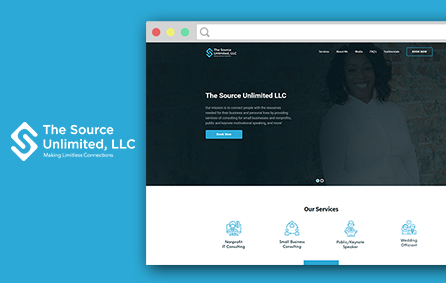 The Source
Unlimited, LLC
Making Limitless Connections
The Source
Unlimited, LLC
Services
About Me
Media
FAQ's
Testimonials
BOOK NOW
The Source Unlimited LLC
Our mission is to connect people with the resources
needed for their business and personal lives by providing
services of consulting for small businesses and nonprofits,
public and keynote motivational speaking, and more!
Book Now
Our Services
Nonprofit
IT Consulting
Small Business
Consulting
Public/Keynote
Speaker
Wedding
Officiant